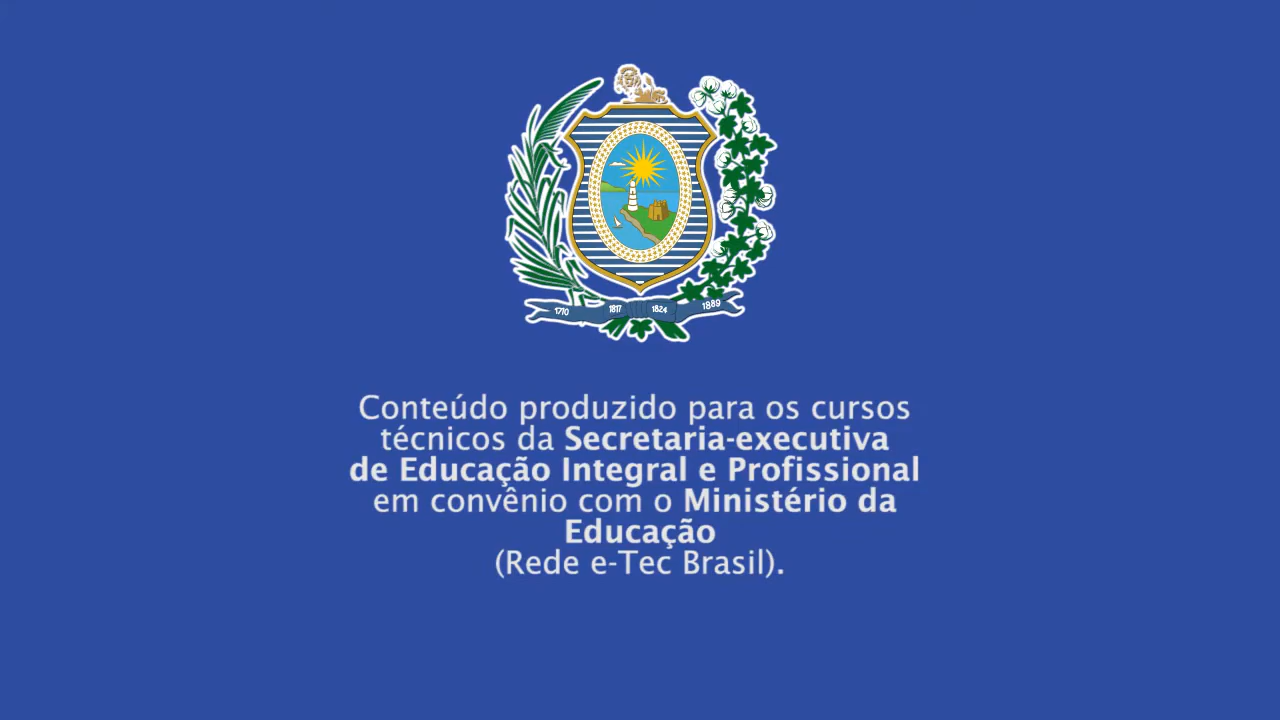 1710 1817 1824 1889
Conteúdo produzido para os cursos
técnicos da Secretaria-executiva
de Educação Integral e Profissional
em convênio com o Ministério da
Educação
(Rede e-Tec Brasil).